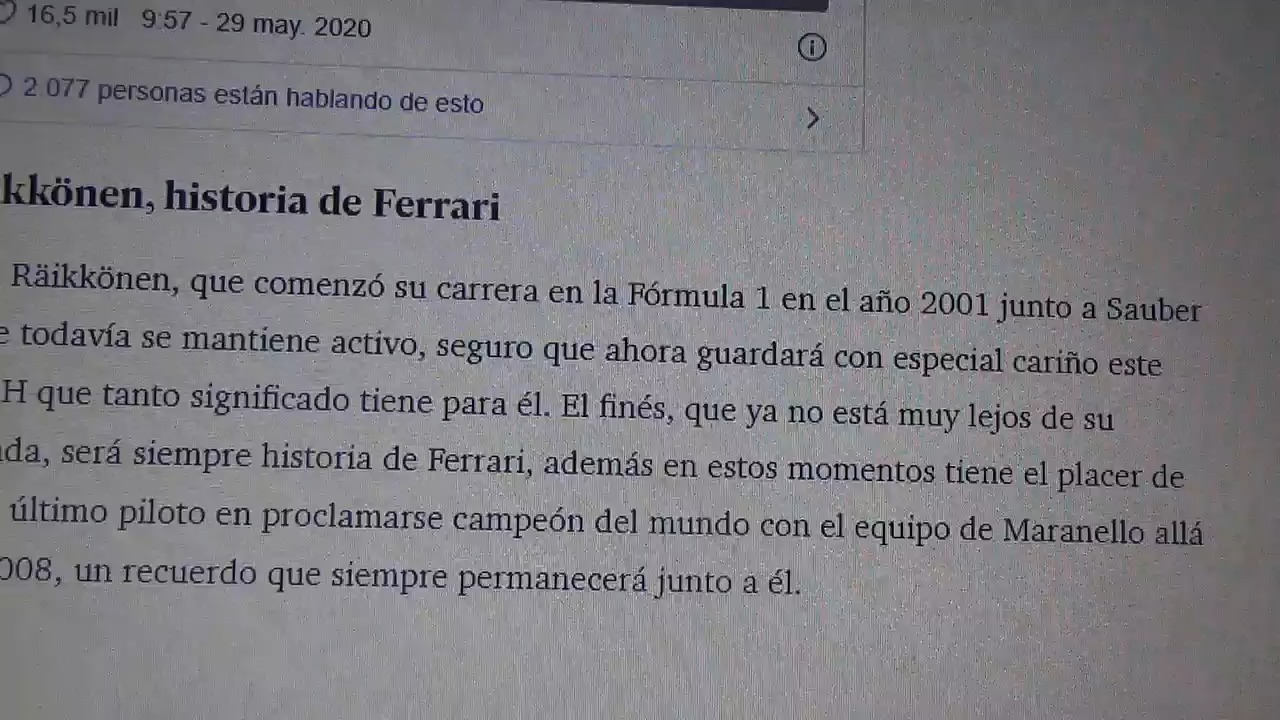 16,5 mil 9:57 - 29 may. 2020
2 077 personas están hablando de esto
kkönen, historia de Ferrari
Räikkönen, que comenzó su carrera en la Fórmula 1 en el año 2001 junto a Sauber
e todavía se mantiene activo, seguro que ahora guardará con especial cariño este
H que tanto significado tiene para él. El finés, que ya no está muy lejos de su
da, será siempre historia de Ferrari, además en estos momentos tiene el placer de
último piloto en proclamarse campeón del mundo con el equipo de Maranello allá
008, un recuerdo que siempre permanecerá junto a él.